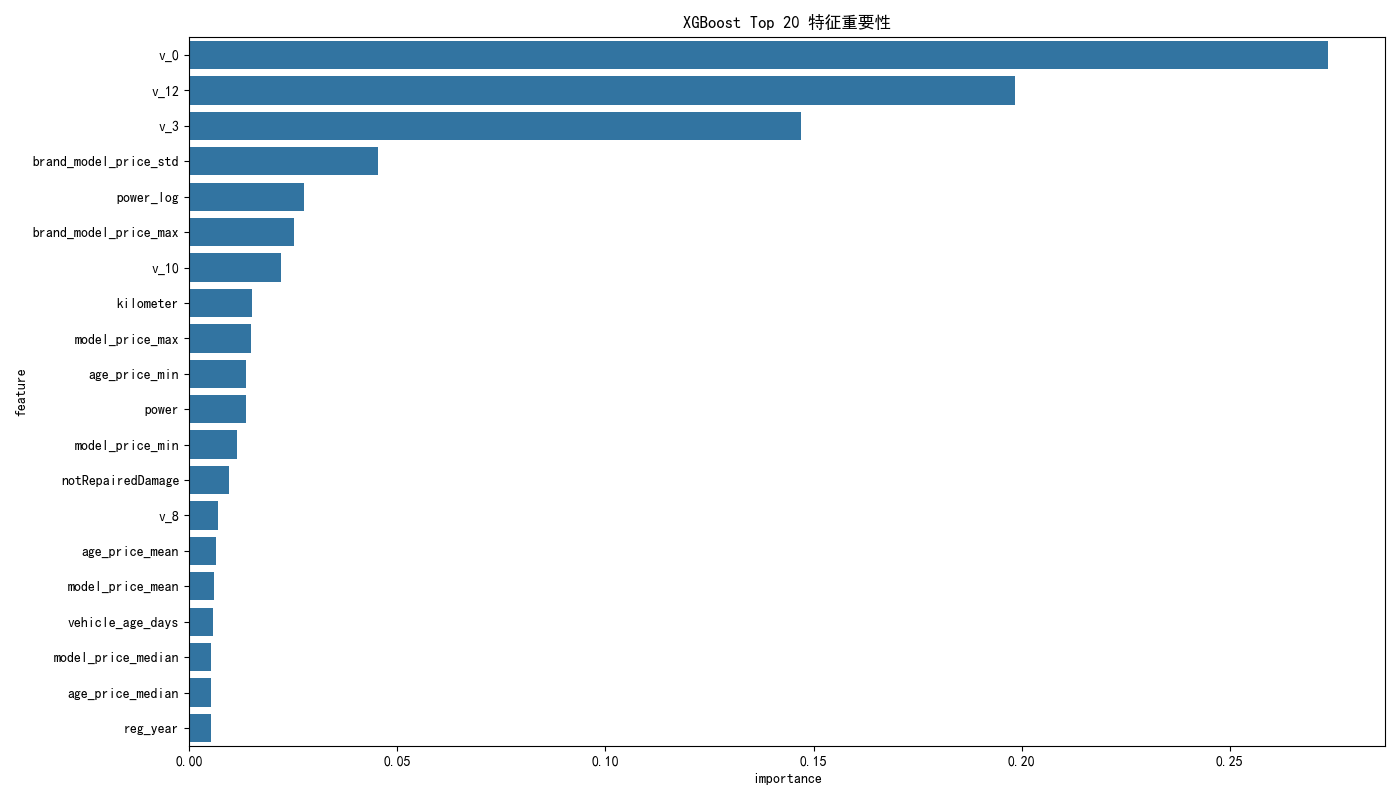 XGBoost Top 20 特征重要性
feature
v_0
v_12
v_3
brand_model_price_std
power_log
brand_model_price_max
v_10
kilometer
model_price_max
age_price_min
power
model_price_min
notRepairedDamage
v_8
age_price_mean
model_price_mean
vehicle_age_days
model_price_median
age_price_median
reg_year
0.00 0.05 0.10 0.15 0.20 0.25
importance